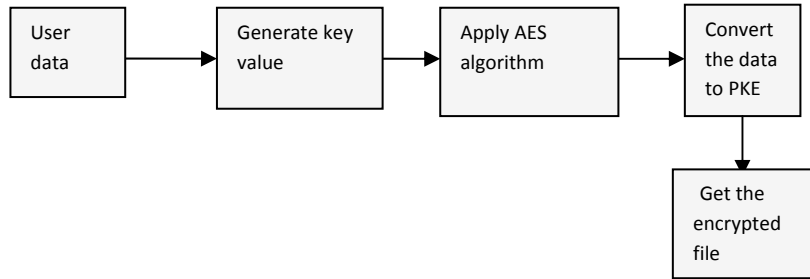 User
data
Generate key
value
Apply AES
algorithm
Convert
the data
to PKE
Get the
encrypted
file